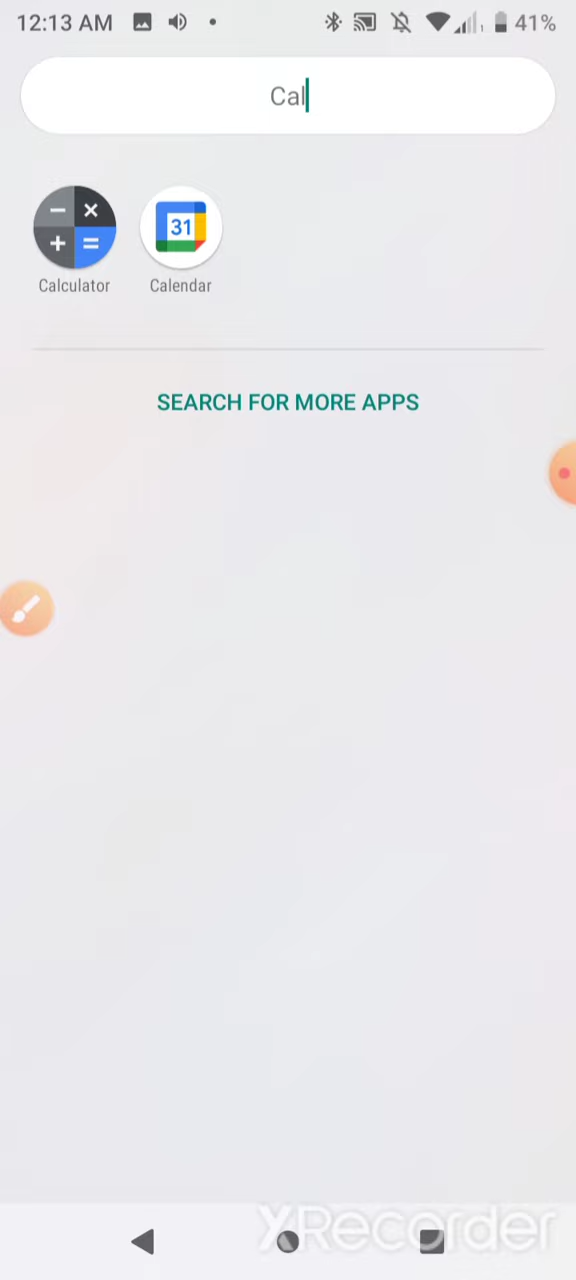 12:13 AM 41%
Cal
31
Calculator Calendar
SEARCH FOR MORE APPS
XRecorder